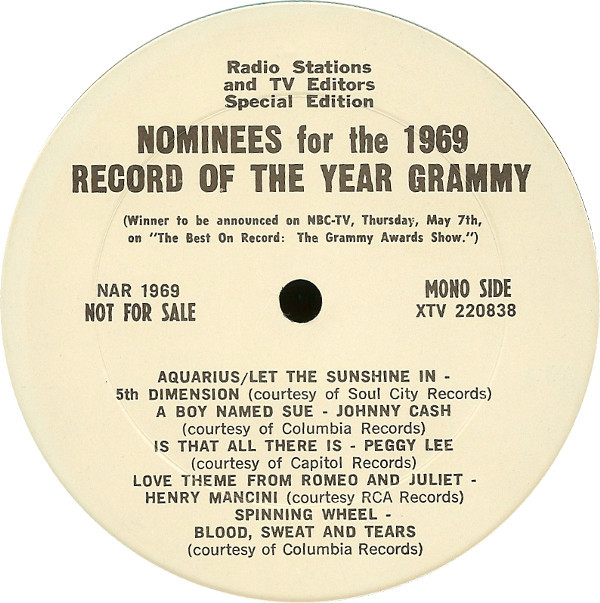 Radio Stations
and TV Editors
Special Edition
NOMINEES for the 1969
RECORD OF THE YEAR GRAMMY
(Winner to be announced on NBC-TV, Thursday, May 7th,
on "The Best On Record: The Grammy Awards Show.")
NAR 1969
NOT FOR SALE
MONO SIDE
XTV 220838
AQUARIUS/LET THE SUNSHINE IN -
5th DIMENSION (courtesy of Soul City Records)
A BOY NAMED SUE - JOHNNY CASH
(courtesy of Columbia Records)
IS THAT ALL THERE IS - PEGGY LEE
(courtesy of Capitol Records)
LOVE THEME FROM ROMEO AND JULIET -
HENRY MANCINI (courtesy RCA Records)
SPINNING WHEEL -
BLOOD, SWEAT AND TEARS
(courtesy of Columbia Records)